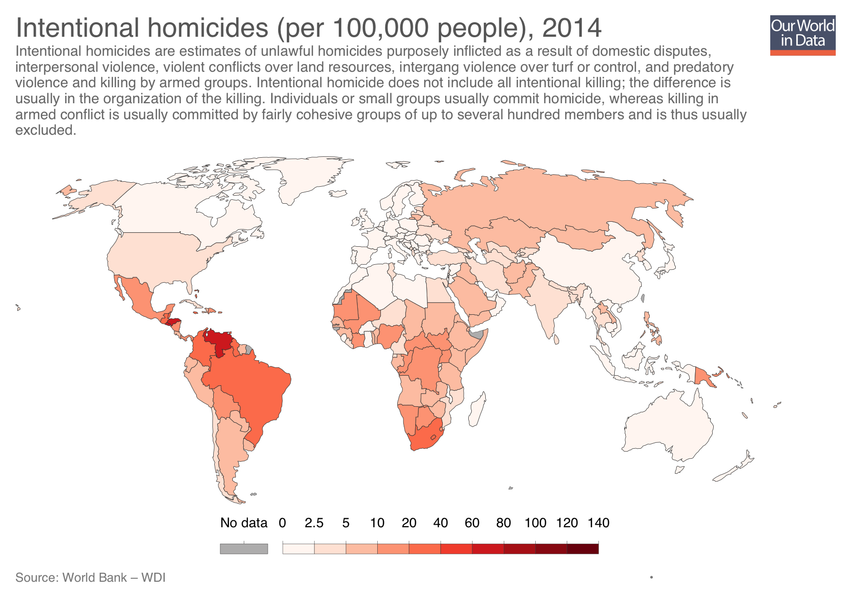 Intentional homicides (per 100,000 people), 2014
Our World
in Data
Intentional homicides are estimates of unlawful homicides purposely inflicted as a result of domestic disputes,
interpersonal violence, violent conflicts over land resources, intergang violence over turf or control, and predatory
violence and killing by armed groups. Intentional homicide does not include all intentional killing; the difference is
usually in the organization of the killing. Individuals or small groups usually commit homicide, whereas killing in
armed conflict is usually committed by fairly cohesive groups of up to several hundred members and is thus usually
excluded.
No data 0 2.5 5 10 20 40 60 80 100 120 140
Source: World Bank – WDI